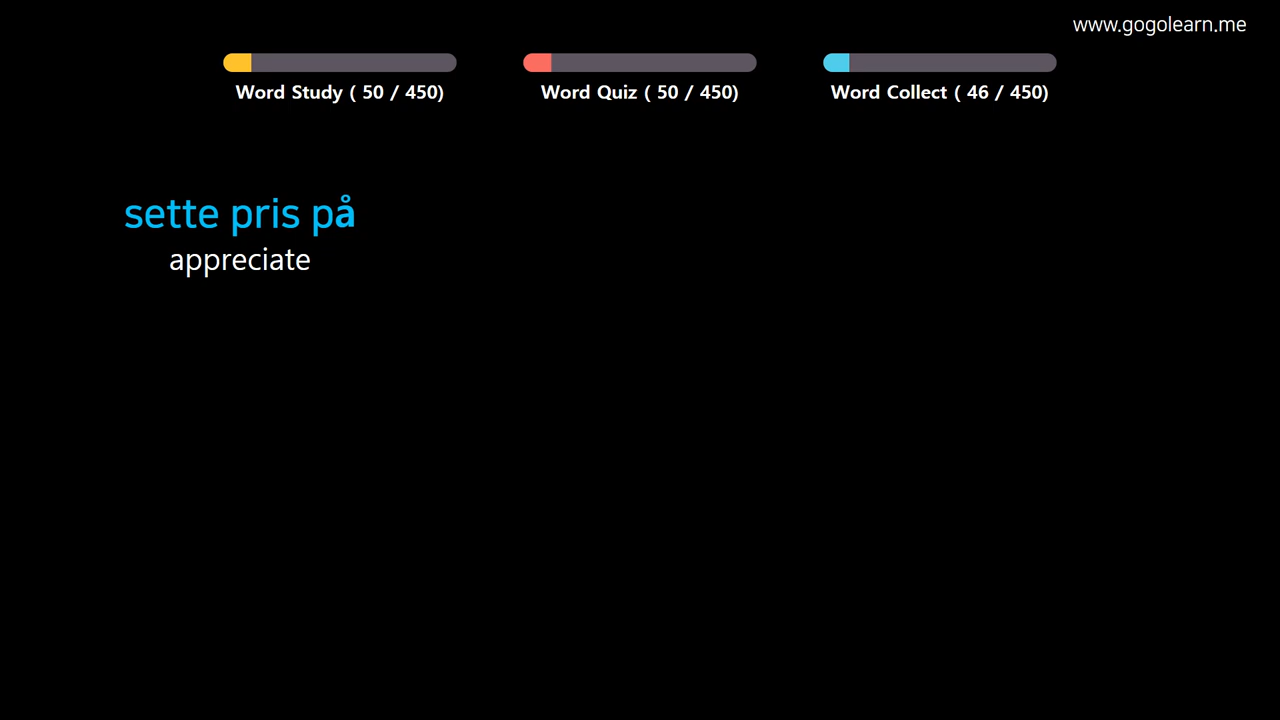 www.gogolearn.me
Word Study ( 50 / 450)
Word Quiz ( 50 / 450)
Word Collect ( 46 / 450)
sette pris på
appreciate